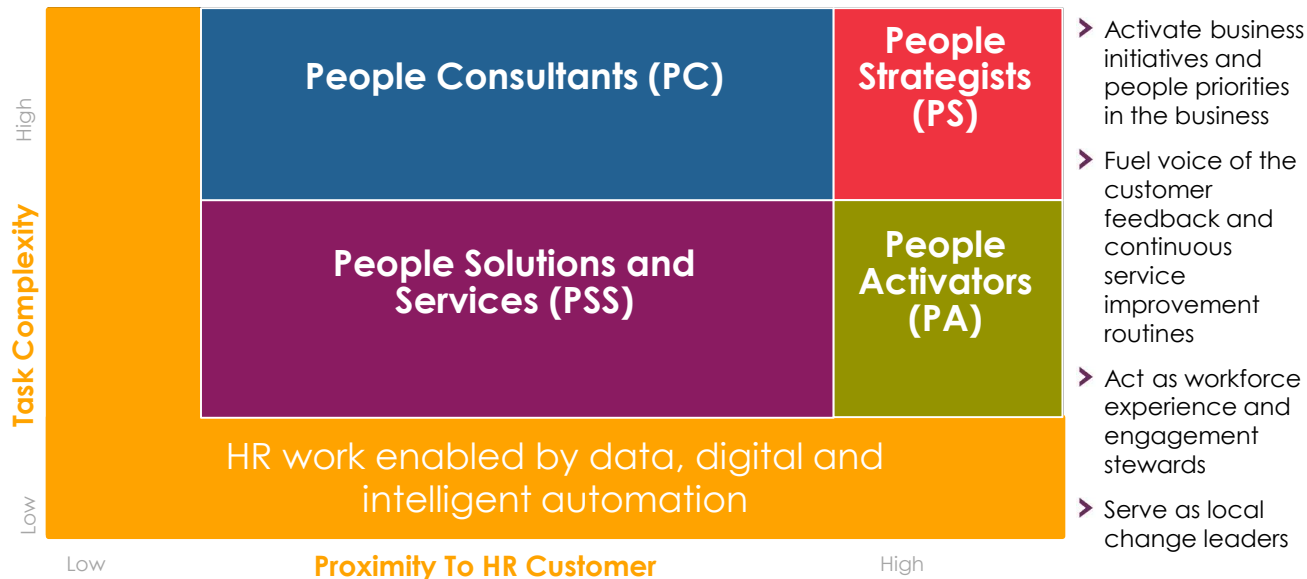 People Consultants (PC)
People
Strategists
(PS)
People Solutions and
Services (PSS)
People
Activators
(PA)
HR work enabled by data, digital and
intelligent automation
High
Task Complexity
Low
Low
Proximity To HR Customer
High
Activate business
initiatives and
people priorities
in the business
Fuel voice of the
customer
feedback and
continuous
service
improvement
routines
Act as workforce
experience and
engagement
stewards
Serve as local
change leaders